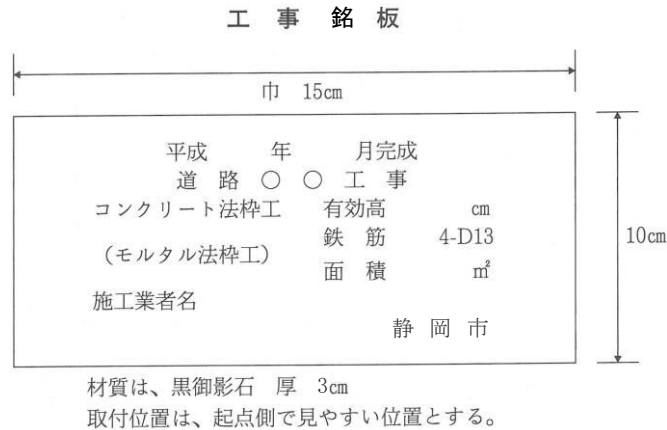 工 事 銘 板
巾 15㎝
平成 年 月完成
道 路 ○ ○ 工 事
コンクリート法枠工 有効高 ㎝
鉄 筋 4-D13
(モルタル法枠工)
面 積 ㎡
施工業者名
静 岡 市
10㎝
材質は、黒御影石 厚 3㎝
取付位置は、起点側で見やすい位置とする。